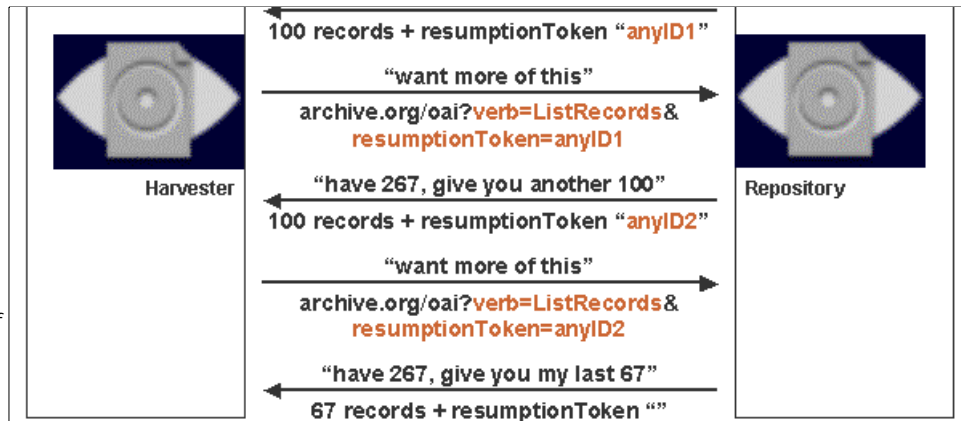 100 records + resumptionToken “anyID1”
“want more of this”
archive.org/oai?verb=ListRecords&
resumptionToken=anyID1
Harvester
“have 267, give you another 100”
Repository
100 records + resumptionToken “anyID2”
“want more of this”
archive.org/oai?verb=ListRecords&
resumptionToken=anyID2
“have 267, give you my last 67”
67 records + resumptionToken “”